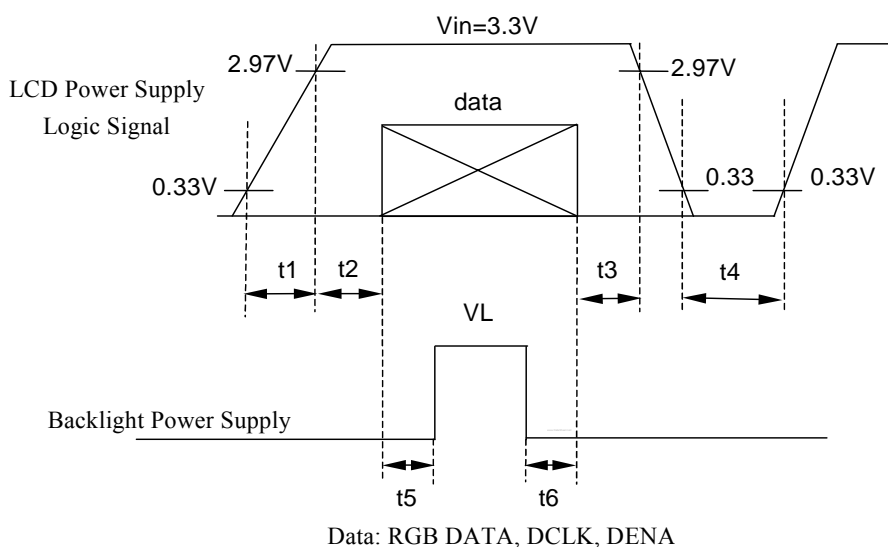 Vin=3.3V
2.97V
2.97V
LCD Power Supply
Logic Signal
data
0.33V
0.33
0.33V
t1
t2
t3
t4
VL
Backlight Power Supply
t5
t6
Data: RGB DATA, DCLK, DENA